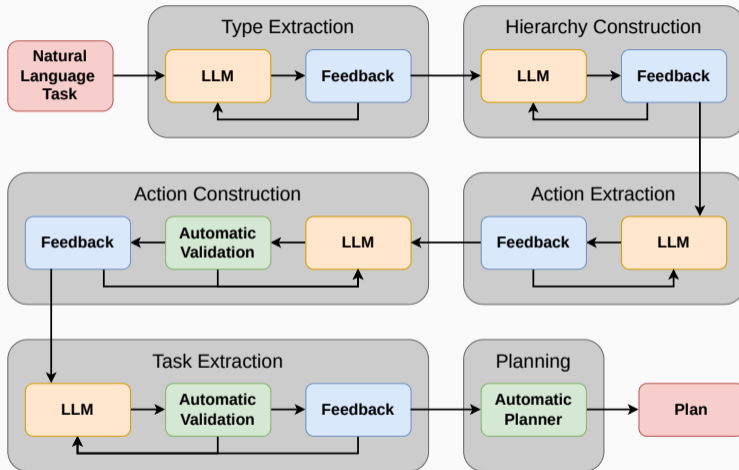 Type Extraction
Hierarchy Construction
Natural
Language
Task
LLM
Feedback
LLM
Feedback
Action Construction
Action Extraction
Feedback
Automatic
Validation
LLM
Feedback
LLM
Task Extraction
Planning
LLM
Automatic
Validation
Feedback
Automatic
Planner
Plan